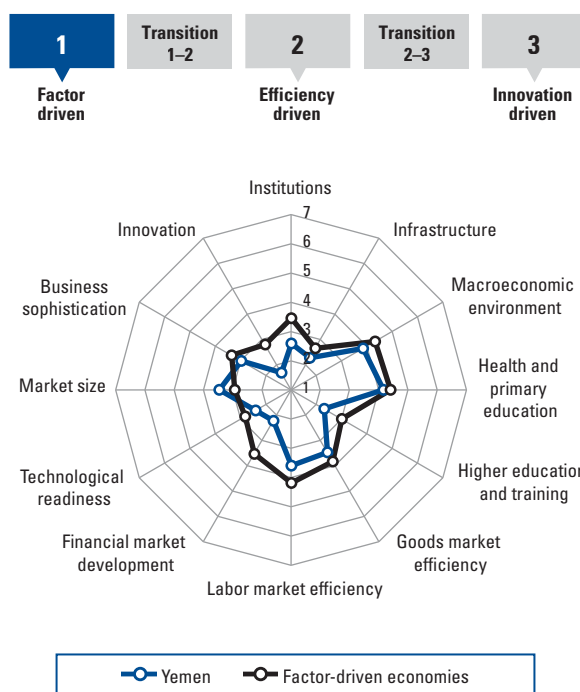 1
Transition
1–2
2
Transition
2–3
3
Factor
driven
Efficiency
driven
Innovation
driven
Institutions
7
Innovation
Infrastructure
6
5
Business
sophistication
Macroeconomic
environment
4
3
2
Market size
1
Health and
primary
education
Technological
readiness
Higher education
and training
Financial market
development
Goods market
efficiency
Labor market efficiency
Yemen
Factor-driven economies